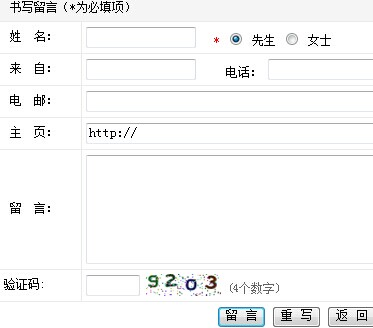 书写留言（*为必填项）
姓 名： * 先生 女士
来 自： 电话：
电 邮：
主 页： http://
留 言：
验证码： 9203 (4个数字)
留 言 重 写 返 回